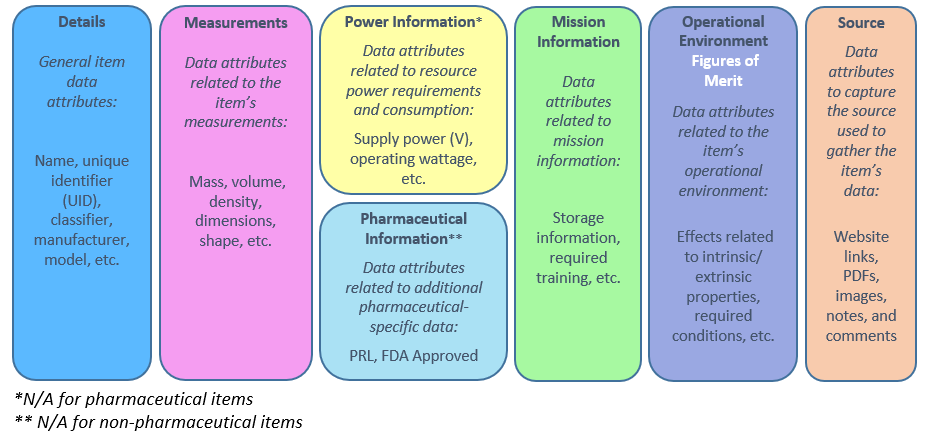 Details
General item
data
attributes:
Name, unique
identifier
(UID),
classifier,
manufacturer,
model, etc.
Measurements
Data attributes
related to the
item's
measurements:
Mass, volume,
density,
dimensions,
shape, etc.
Power Information*
Data attributes
related to resource
power requirements
and consumption:
Supply power (V),
operating wattage,
etc.
Pharmaceutical
Information**
Data attributes
related to additional
pharmaceutical-
specific data:
PRL, FDA Approved
Mission
Information
Data
attributes
related to
mission
information:
Storage
information,
required
training, etc.
Operational
Environment
Figures of
Merit
Data attributes
related to the
item's
operational
environment:
Effects related
to intrinsic/
extrinsic
properties,
required
conditions, etc.
Source
Data
attributes
to capture
the source
used to
gather the
item's
data:
Website
links,
PDFs,
images,
notes, and
comments
*N/A for pharmaceutical items
** N/A for non-pharmaceutical items